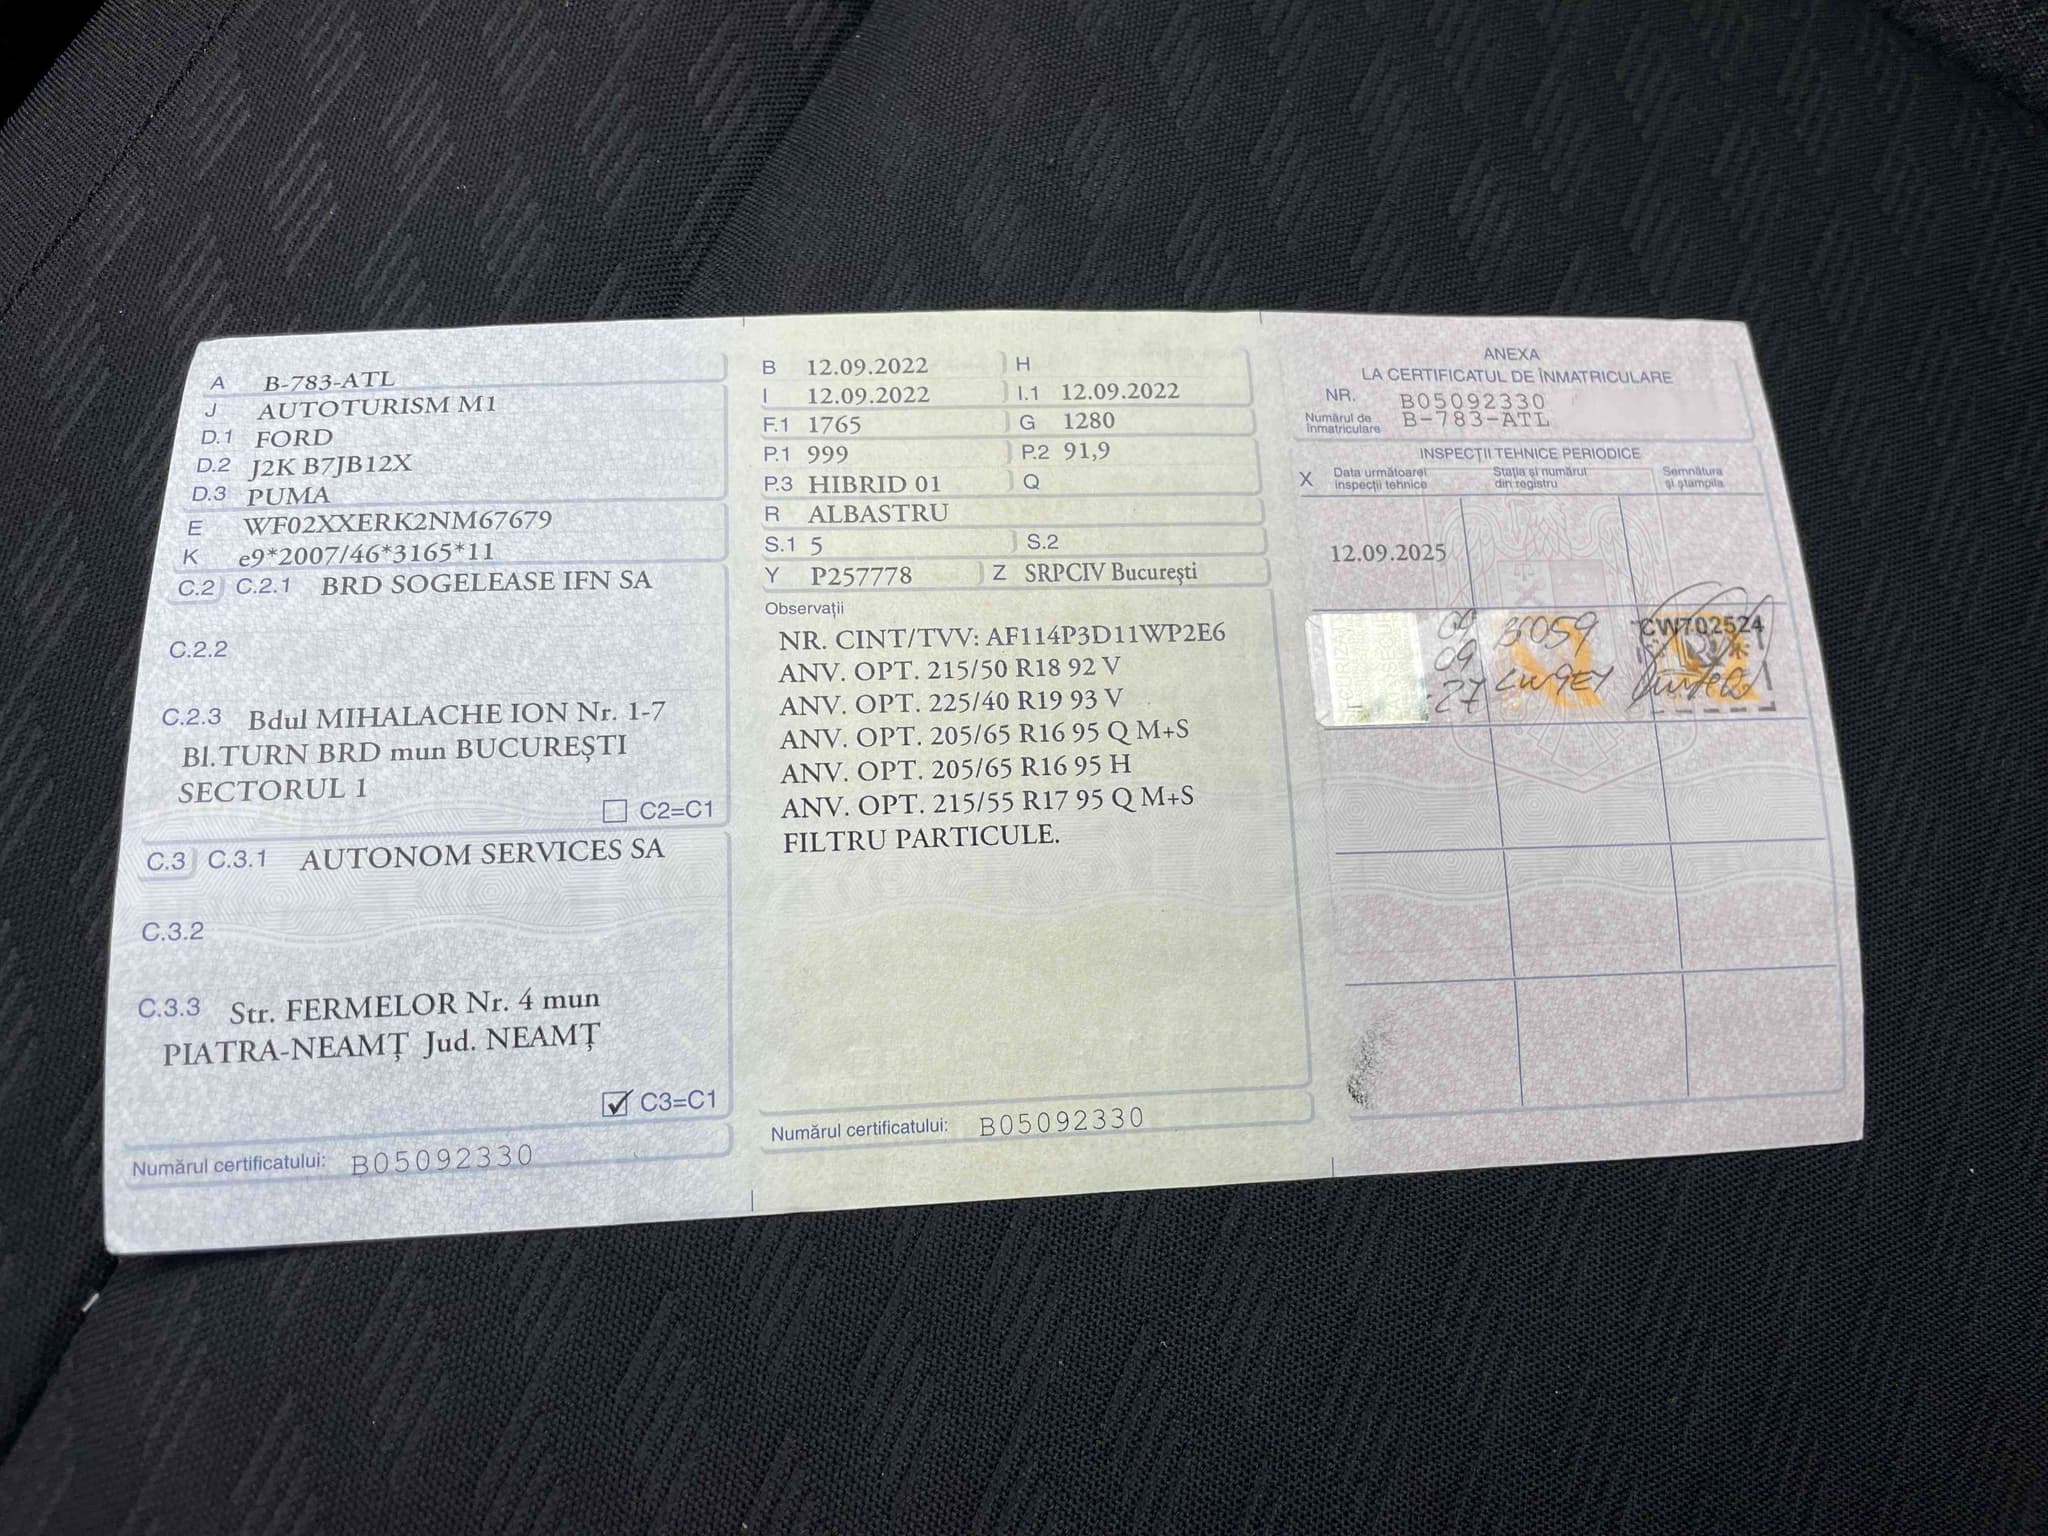 A B-783-ATL
J AUTOTURISM M1
D.1 FORD
D.2 J2K B7JB12X
D.3 PUMA
E WF02XXERK2NM67679
K e9*2007/46*3165*11
C.2 C.2.1 BRD SOGELEASE IFN SA
C.2.2
C.2.3 Bdul MIHALACHE ION Nr. 1-7
Bl.TURN BRD mun BUCUREŞTI
SECTORUL 1
C2=C1
C.3 C.3.1 AUTONOM SERVICES SA
C.3.2
C.3.3 Str. FERMELOR Nr. 4 mun
PIATRA-NEAMŢ Jud. NEAMŢ
C3=C1
Numărul certificatului: B05092330
B 12.09.2022 H
I 12.09.2022 I.1 12.09.2022
F.1 1765 G 1280
P.1 999 P.2 91,9
P.3 HIBRID 01 Q
R ALBASTRU
S.1 5 S.2
Y P257778 Z SRPCIV Bucureşti
Observaţii
NR. CINT/TVV: AF114P3D11WP2E6
ANV. OPT. 215/50 R18 92 V
ANV. OPT. 225/40 R19 93 V
ANV. OPT. 205/65 R16 95 Q M+S
ANV. OPT. 205/65 R16 95 H
ANV. OPT. 215/55 R17 95 Q M+S
FILTRU PARTICULE.
Numărul certificatului: B05092330
ANEXA
LA CERTIFICATUL DE ÎNMATRICULARE
NR. B05092330
Numărul de înmatriculare B-783-ATL
INSPECŢII TEHNICE PERIODICE
X Data următoarei inspecţii tehnice Staţia şi numărul din registru Semnătura şi ştampila
12.09.2025
09 09 27 CW702524